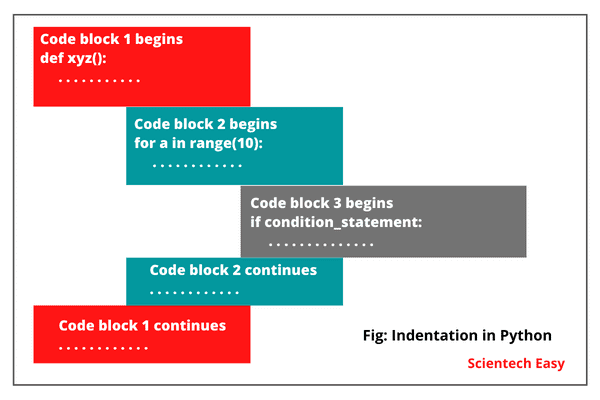 Code block 1 begins
def xyz():
. . . . . . . . . . .
Code block 2 begins
for a in range(10):
. . . . . . . . . . . .
Code block 3 begins
if condition_statement:
. . . . . . . . . . . . . .
Code block 2 continues
. . . . . . . . . . . .
Code block 1 continues
. . . . . . . . . . . .
Fig: Indentation in Python
Scientech Easy